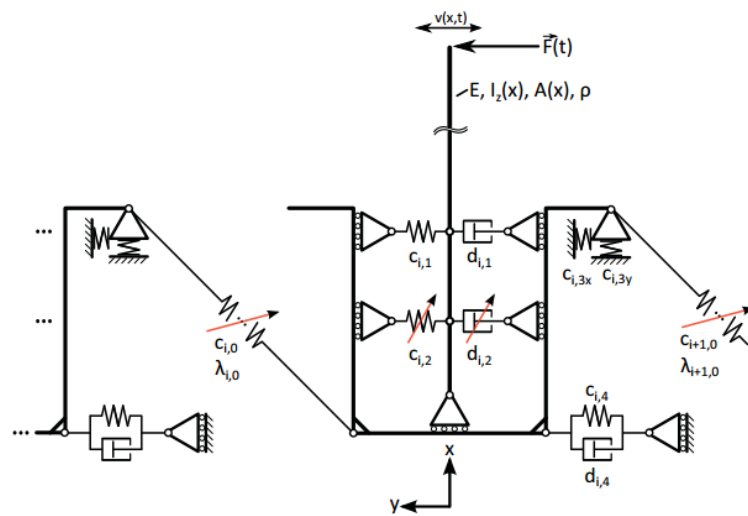 v(x,t)
F⃗(t)
E, I_z(x), A(x), ρ
...
c_i,1
d_i,1
c_i,3x
c_i,3y
...
c_i,2
d_i,2
c_i,0
λ_i,0
c_i+1,0
λ_i+1,0
c_i,4
...
d_i,4
x
y